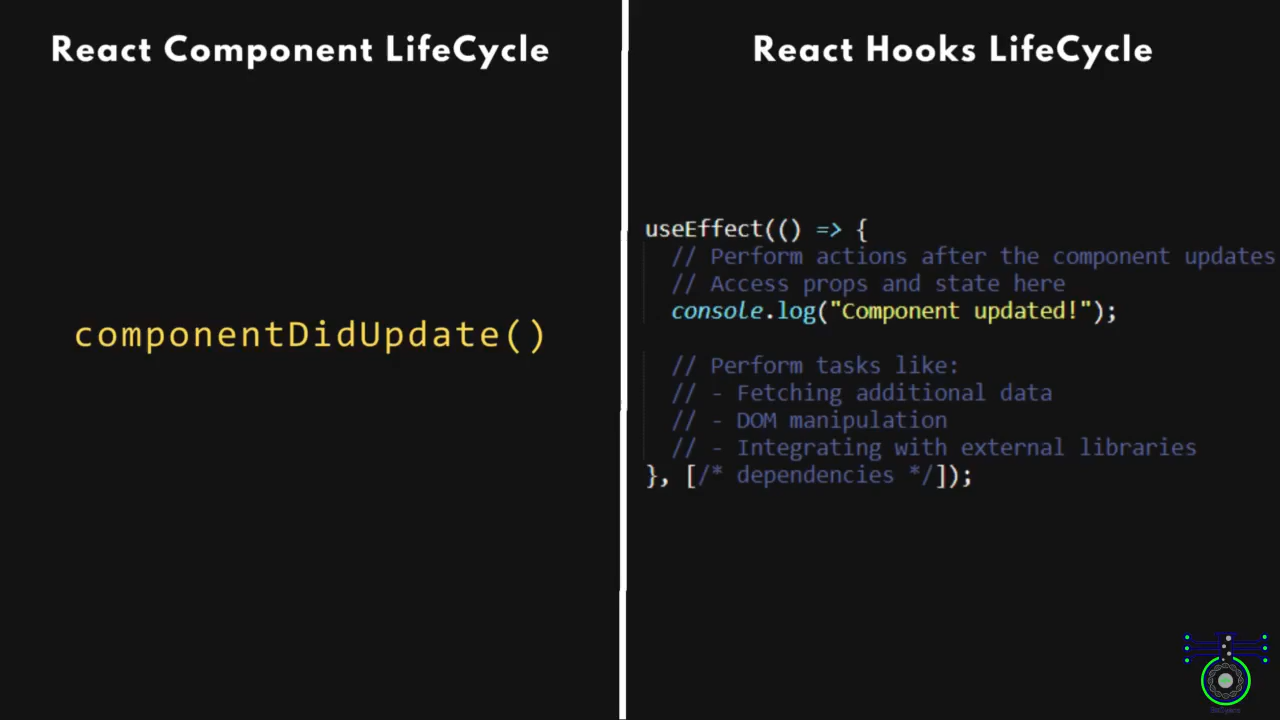 React Component LifeCycle
componentDidUpdate()
React Hooks LifeCycle
useEffect(() => {
  // Perform actions after the component updates
  // Access props and state here
  console.log("Component updated!");

  // Perform tasks like:
  // - Fetching additional data
  // - DOM manipulation
  // - Integrating with external libraries
}, [/* dependencies */]);